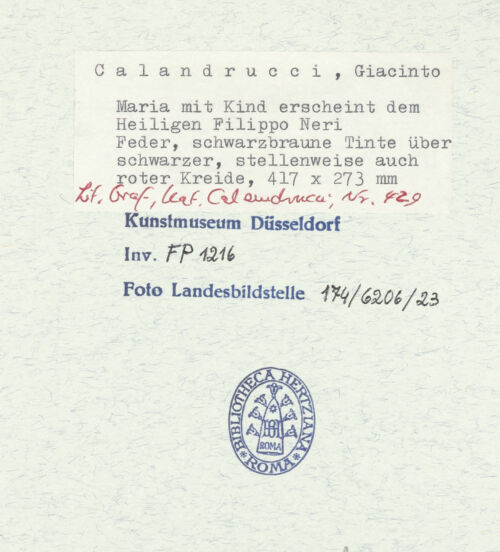 Calandrucci, Giacinto
Maria mit Kind erscheint dem
Heiligen Filippo Neri
Feder, schwarzbraune Tinte über
schwarzer, stellenweise auch
roter Kreide, 417 x 273 mm
Lit. Graf, Kat. Calandrucci, Nr. 429
Kunstmuseum Düsseldorf
Inv. FP 1216
Foto Landesbildstelle 174/6206/23
BIBLIOTHECA HERTZIANA
ROMA
*ROMA*